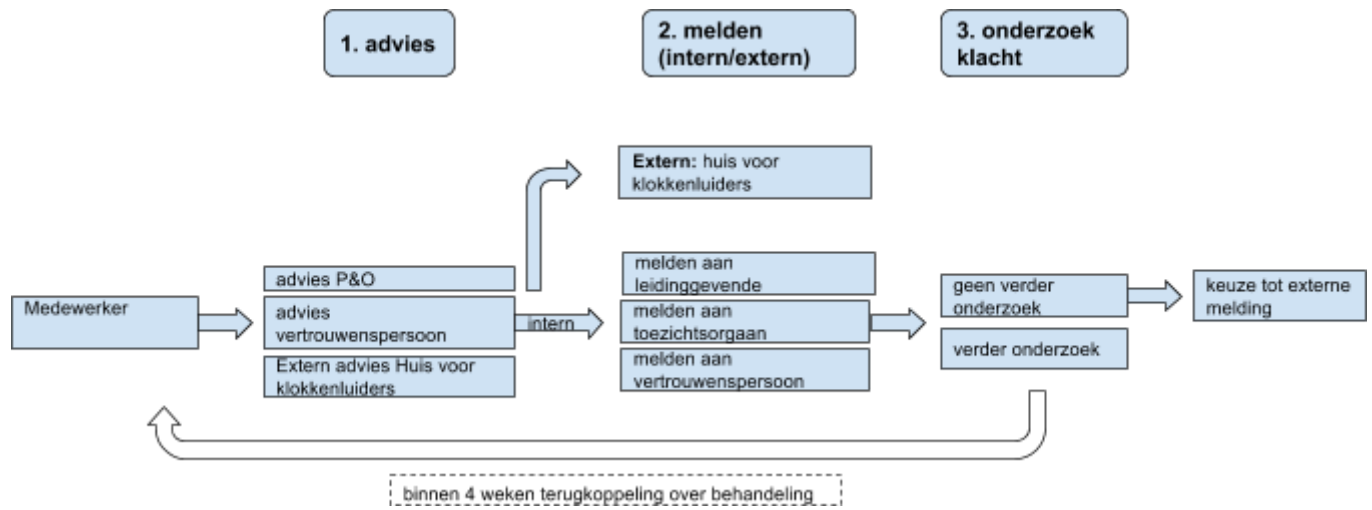 1. advies
2. melden
(intern/extern)
3. onderzoek
klacht
Extern: huis voor
klokkenluiders
Medewerker
advies P&O
advies
vertrouwenspersoon
Extern advies Huis voor
klokkenluiders
intern
melden aan
leidinggevende
melden aan
toezichtsorgaan
melden aan
vertrouwenspersoon
geen verder
onderzoek
verder onderzoek
keuze tot externe
melding
binnen 4 weken terugkoppeling over behandeling